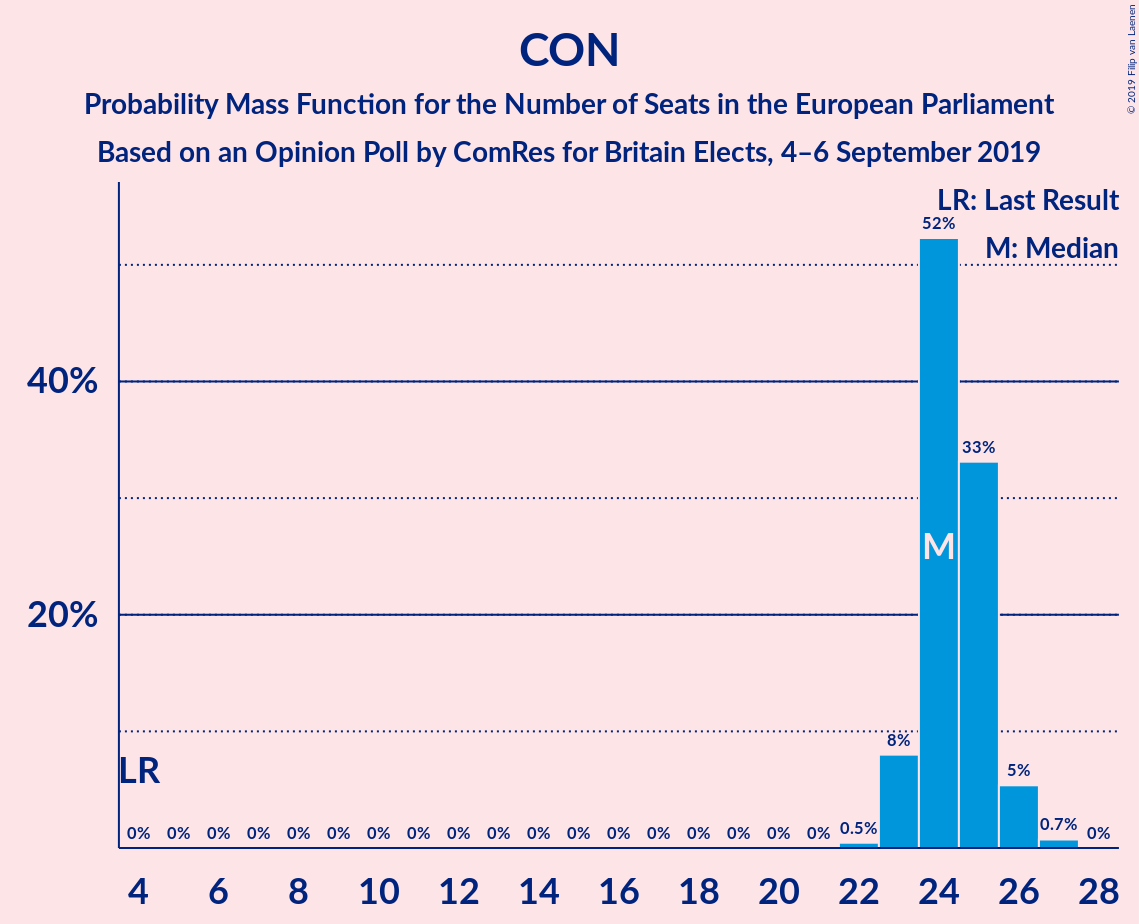 CON
Probability Mass Function for the Number of Seats in the European Parliament
Based on an Opinion Poll by ComRes for Britain Elects, 4–6 September 2019
© 2019 Filip van Laenen
LR: Last Result
M: Median
52%
40%
33%
M
20%
8%
5%
LR
0% 0% 0% 0% 0% 0% 0% 0% 0% 0% 0% 0% 0% 0% 0% 0% 0% 0% 0.5% 0.7% 0%
4 6 8 10 12 14 16 18 20 22 24 26 28